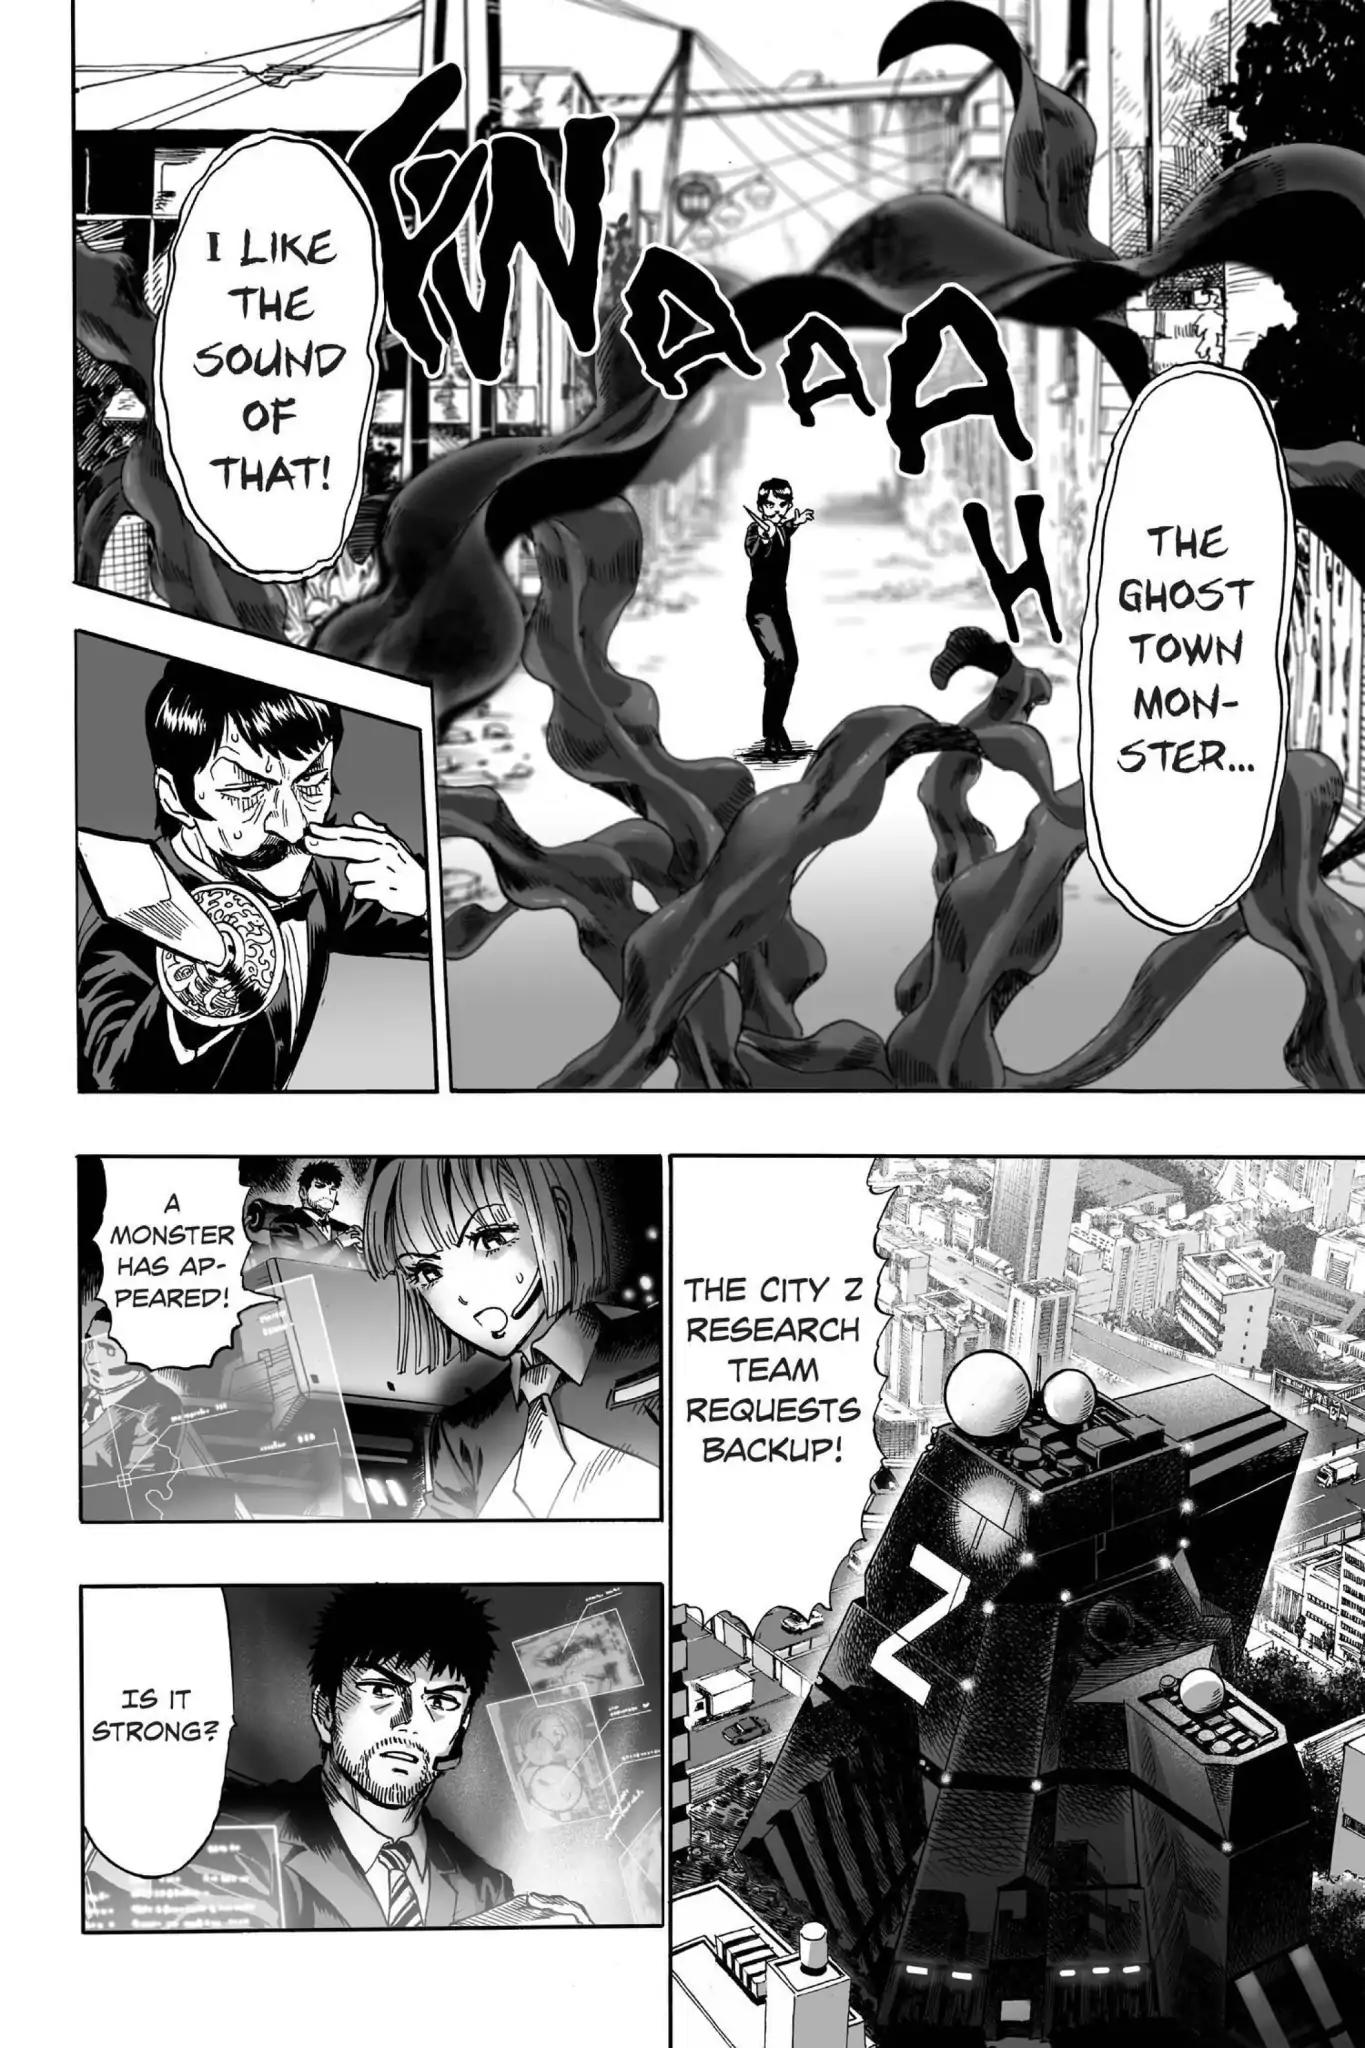 THE
GHOST
TOWN
MON-
STER...
FWAAAH
I LIKE
THE
SOUND
OF
THAT!
THE CITY Z
RESEARCH
TEAM
REQUESTS
BACKUP!
Z
A
MONSTER
HAS AP-
PEARED!
IS IT
STRONG?